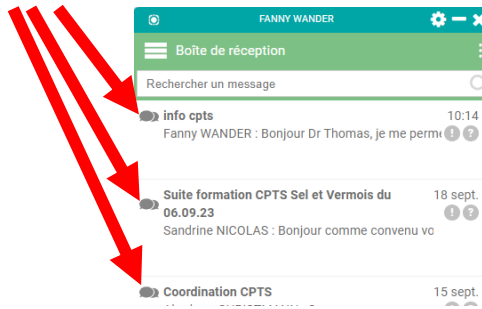 FANNY WANDER
Boîte de réception
Rechercher un message
info cpts 10:14
Fanny WANDER : Bonjour Dr Thomas, je me perme
Suite formation CPTS Sel et Vermois du 18 sept.
06.09.23
Sandrine NICOLAS : Bonjour comme convenu vo
Coordination CPTS 15 sept.